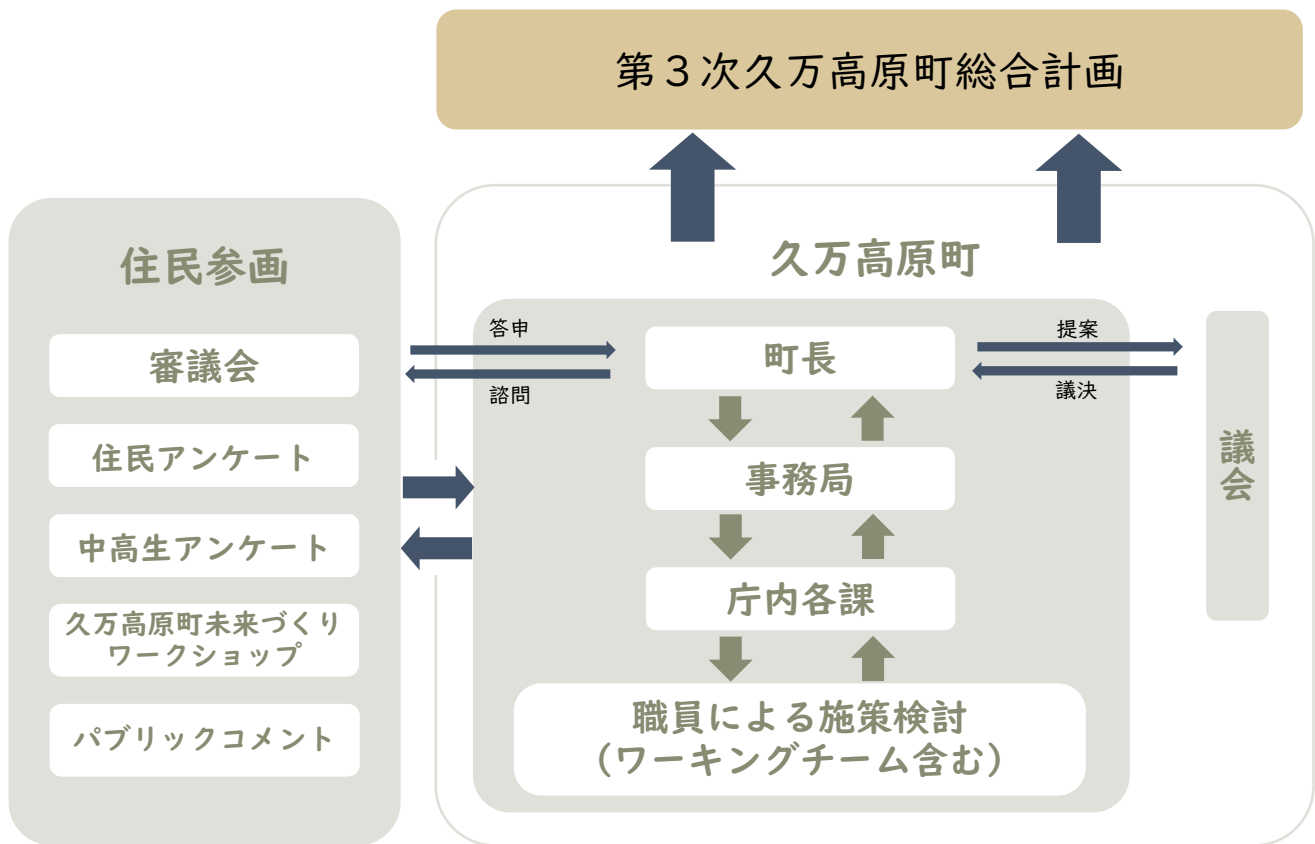 第３次久万高原町総合計画
住民参画
審議会
住民アンケート
中高生アンケート
久万高原町未来づくり
ワークショップ
パブリックコメント
久万高原町
答申
諮問
町長
提案
議決
事務局
庁内各課
職員による施策検討
（ワーキングチーム含む）
議会